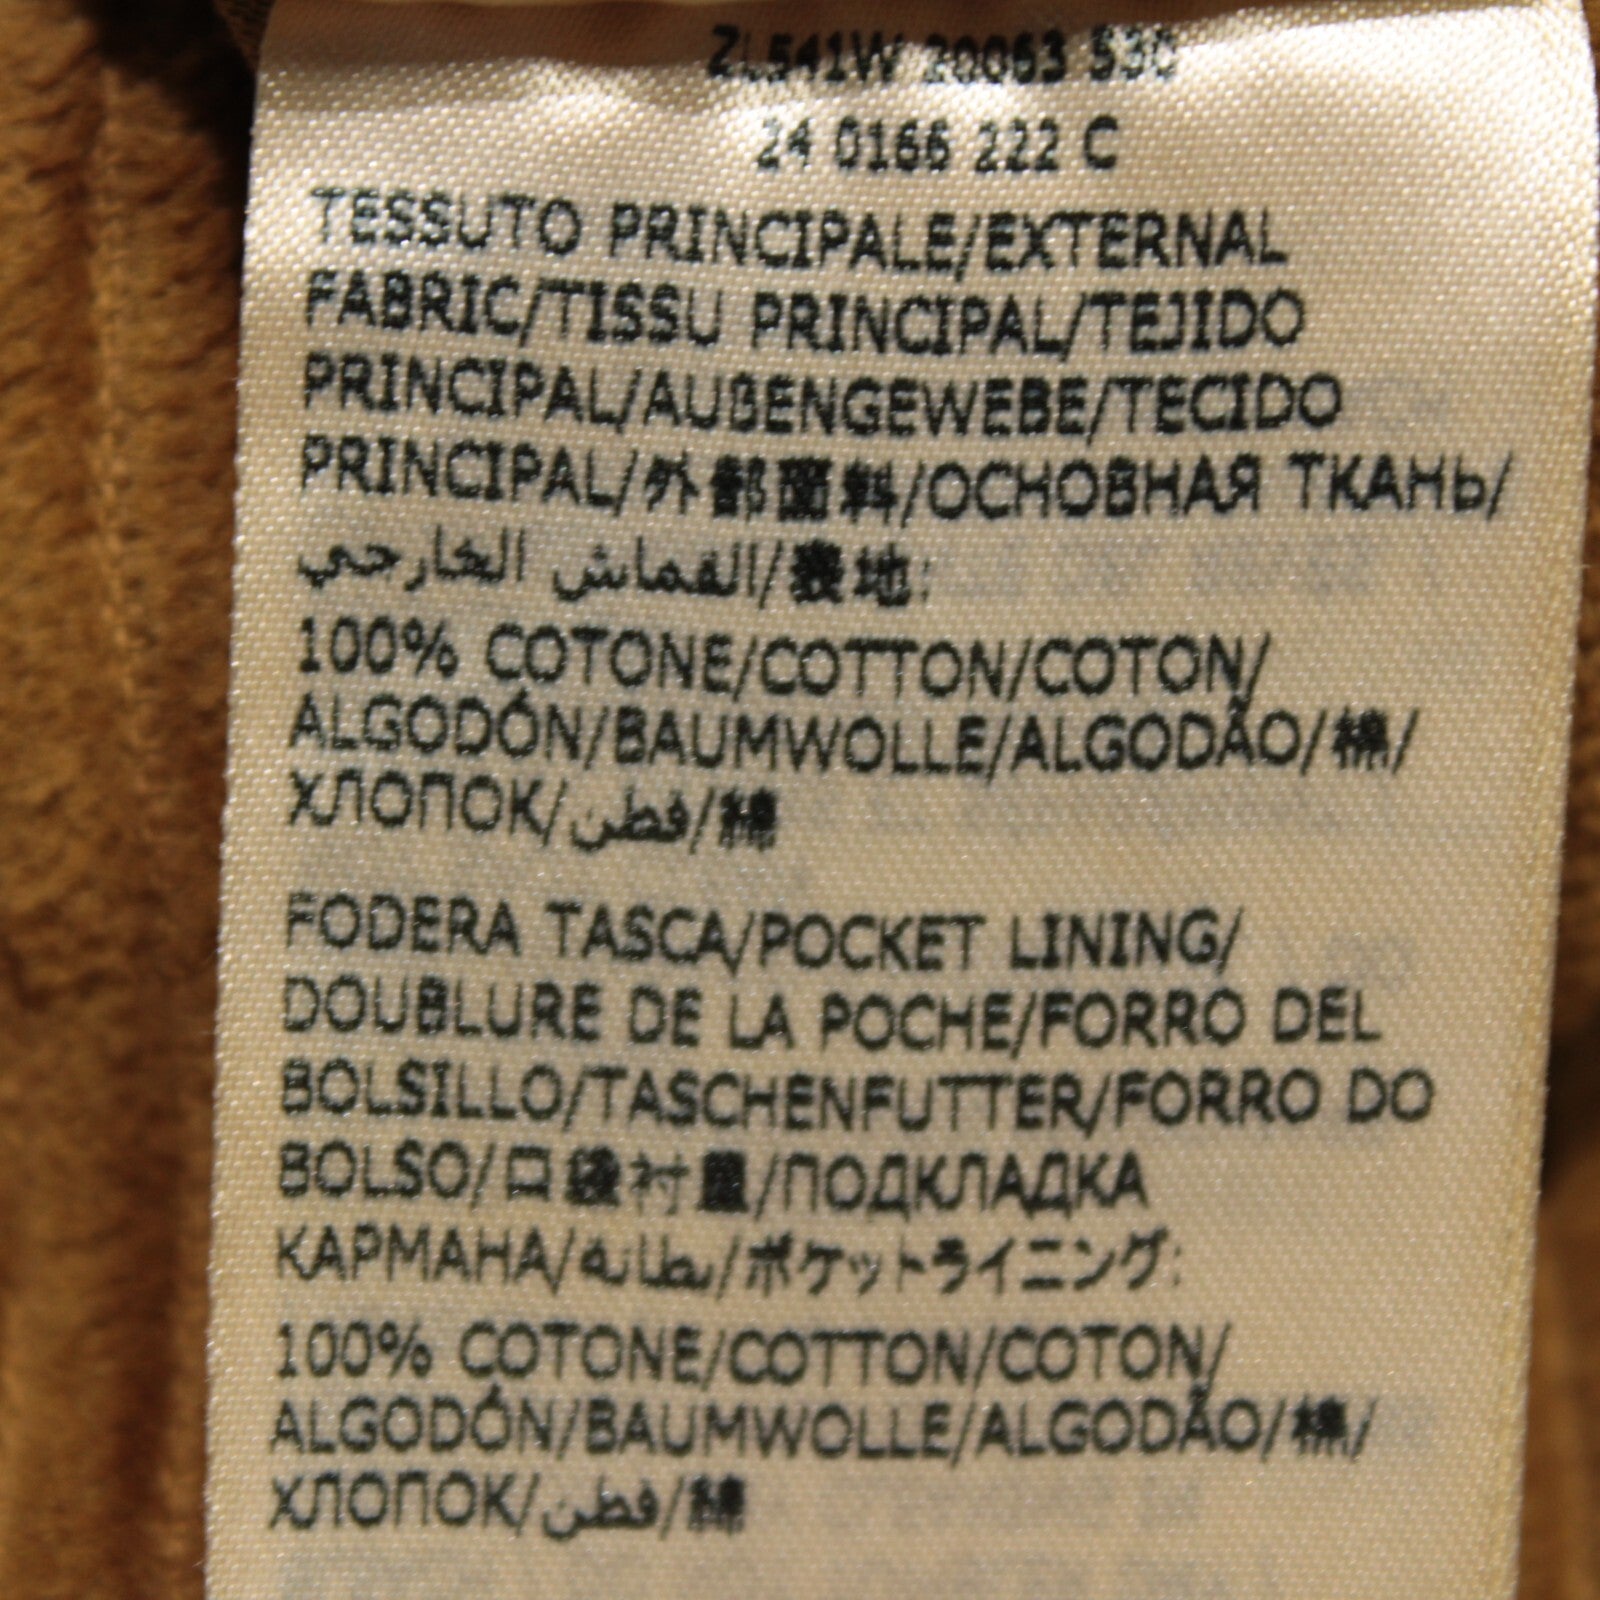 ZL541W 20063 S3C
24 0166 222 C
TESSUTO PRINCIPALE/EXTERNAL
FABRIC/TISSU PRINCIPAL/TEJIDO
PRINCIPAL/AUßENGEWEBE/TECIDO
PRINCIPAL/外部面料/ОСНОВНАЯ ТКАНЬ/
القماش الخارجي/表地:
100% COTONE/COTTON/COTON/
ALGODÓN/BAUMWOLLE/ALGODÃO/棉/
ХЛОПОК/قطن/綿
FODERA TASCA/POCKET LINING/
DOUBLURE DE LA POCHE/FORRO DEL
BOLSILLO/TASCHENFUTTER/FORRO DO
BOLSO/口袋衬里/ПОДКЛАДКА
КАРМАНА/بطانة/ポケットライニング:
100% COTONE/COTTON/COTON/
ALGODÓN/BAUMWOLLE/ALGODÃO/棉/
ХЛОПОК/قطن/綿